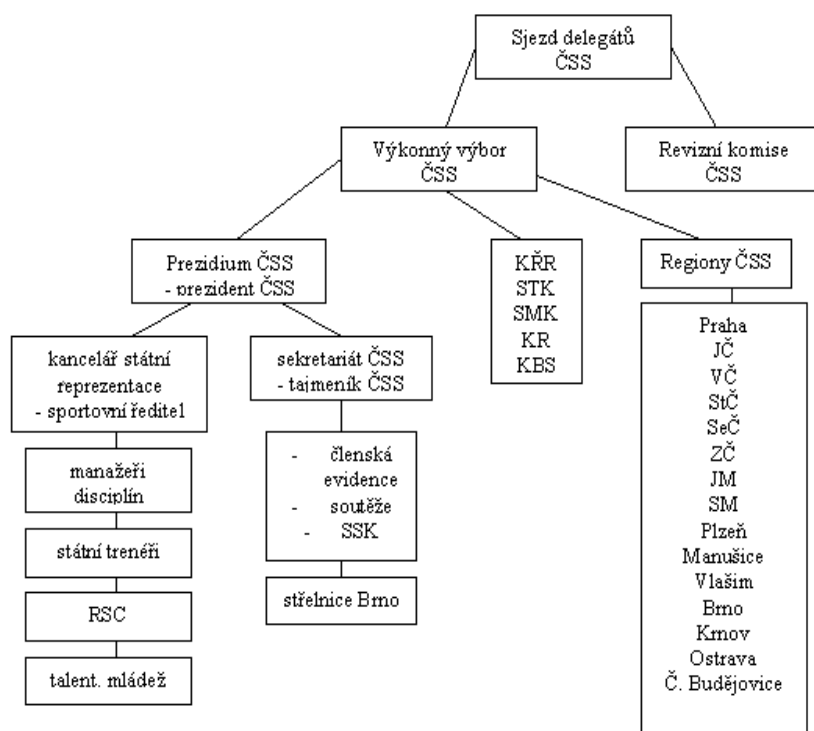 Sjezd delegátů
ČSS
Výkonný výbor
ČSS
Revizní komise
ČSS
Prezidium ČSS
- prezident ČSS
KŘR
STK
SMK
KR
KBS
Regiony ČSS
kancelář státní
reprezentace
- sportovní ředitel
sekretariát ČSS
- tajmeník ČSS
Praha
JČ
VČ
StČ
SeČ
ZČ
JM
SM
Plzeň
Manušice
Vlašim
Brno
Krnov
Ostrava
Č. Budějovice
manažeři
disciplín
- členská
evidence
- soutěže
- SSK
státní trenéři
střelnice Brno
RSC
talent. mládež